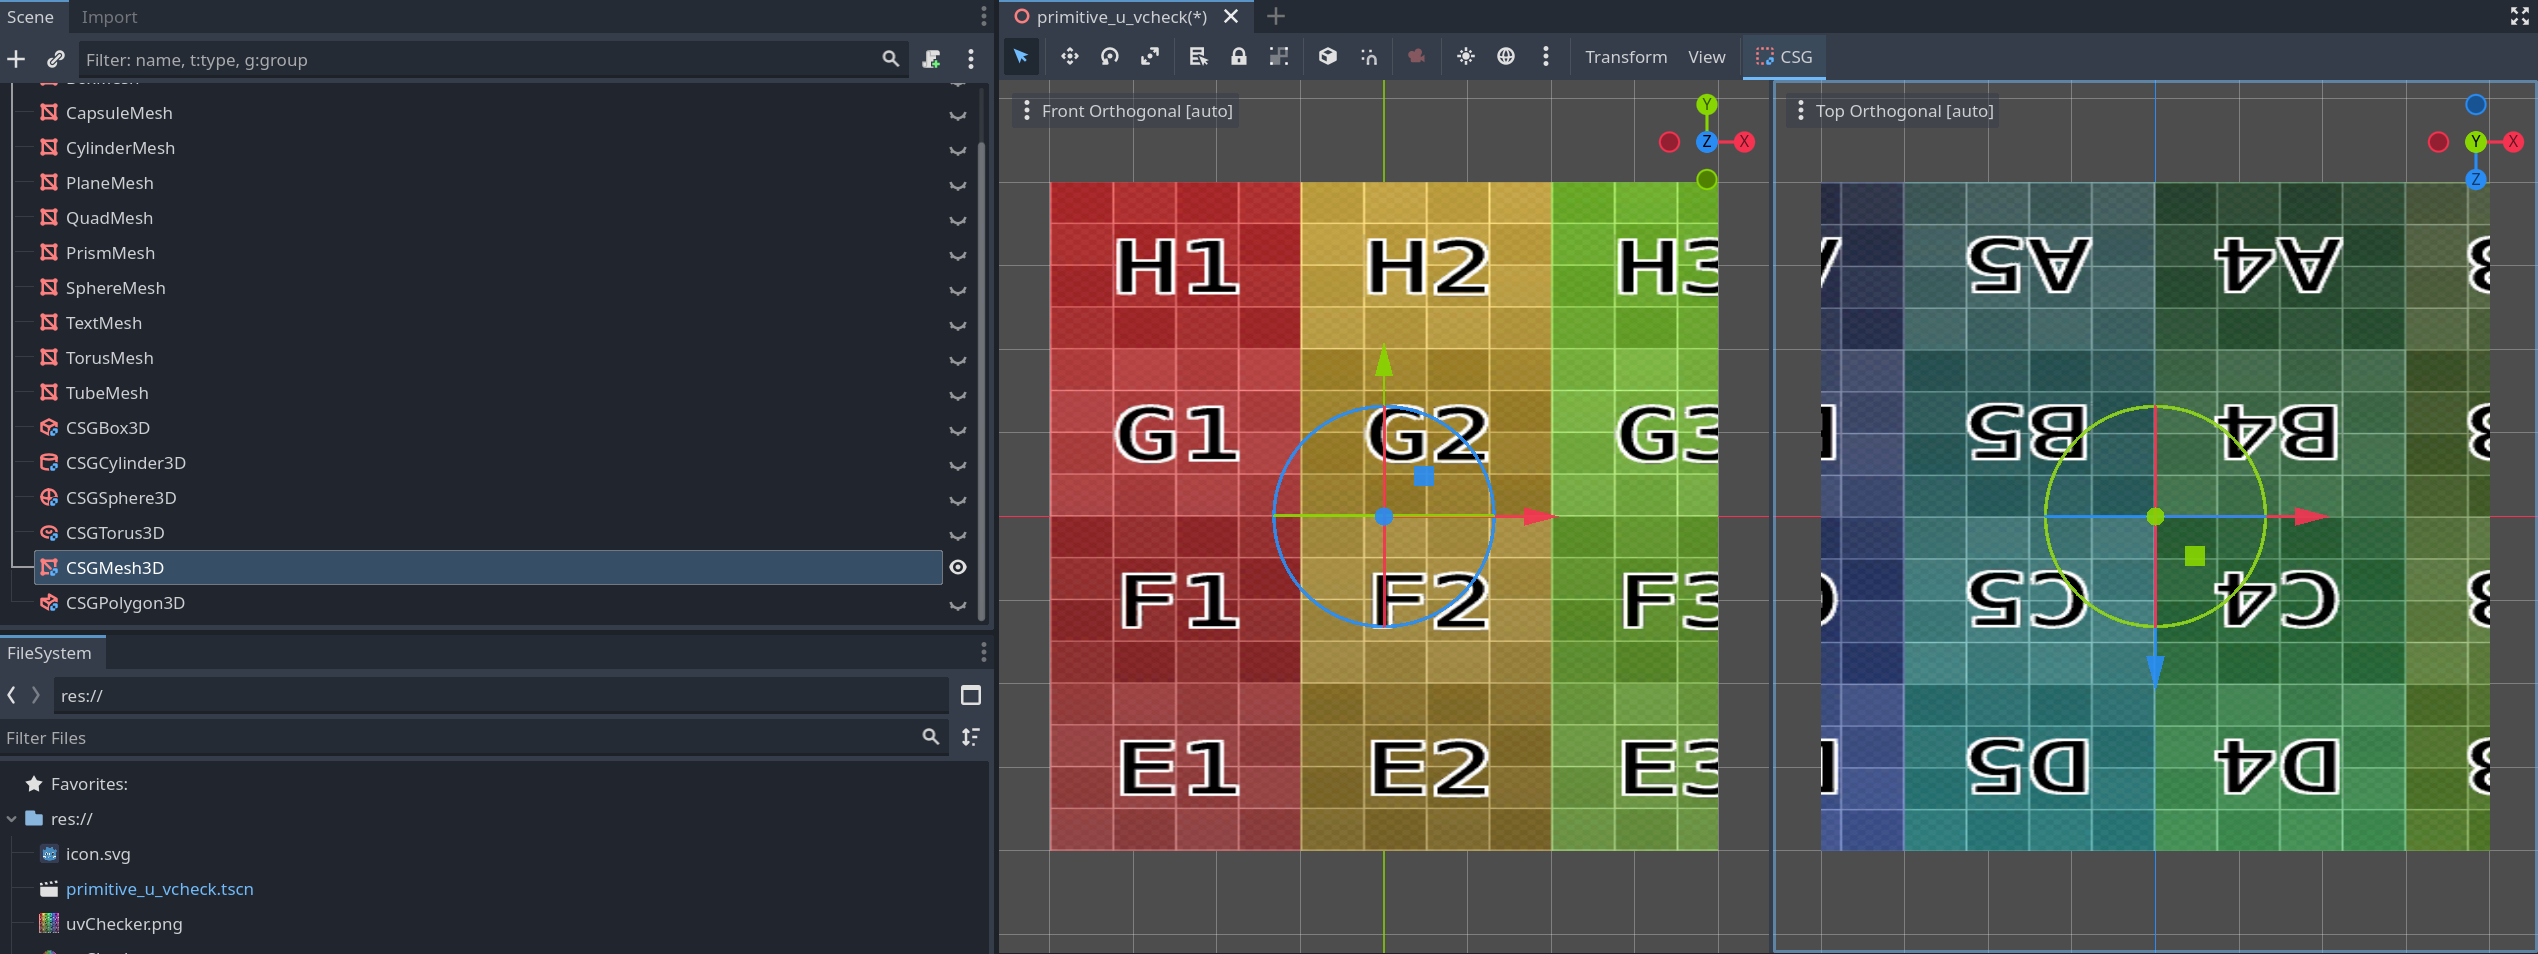 Scene
Import
Filter: name, t:type, g:group
CapsuleMesh
CylinderMesh
PlaneMesh
QuadMesh
PrismMesh
SphereMesh
TextMesh
TorusMesh
TubeMesh
CSGBox3D
CSGCylinder3D
CSGSphere3D
CSGTorus3D
CSGMesh3D
CSGPolygon3D
FileSystem
res://
Filter Files
Favorites:
res://
icon.svg
primitive_u_vcheck.tscn
uvChecker.png
primitive_u_vcheck(*)
Transform
View
CSG
Front Orthogonal [auto]
Y
Z
X
H1 H2 H3
G1 G2 G3
F1 F2 F3
E1 E2 E3
Top Orthogonal [auto]
Y
X
Z
A5 A4
B5 B4
C5 C4
D5 D4